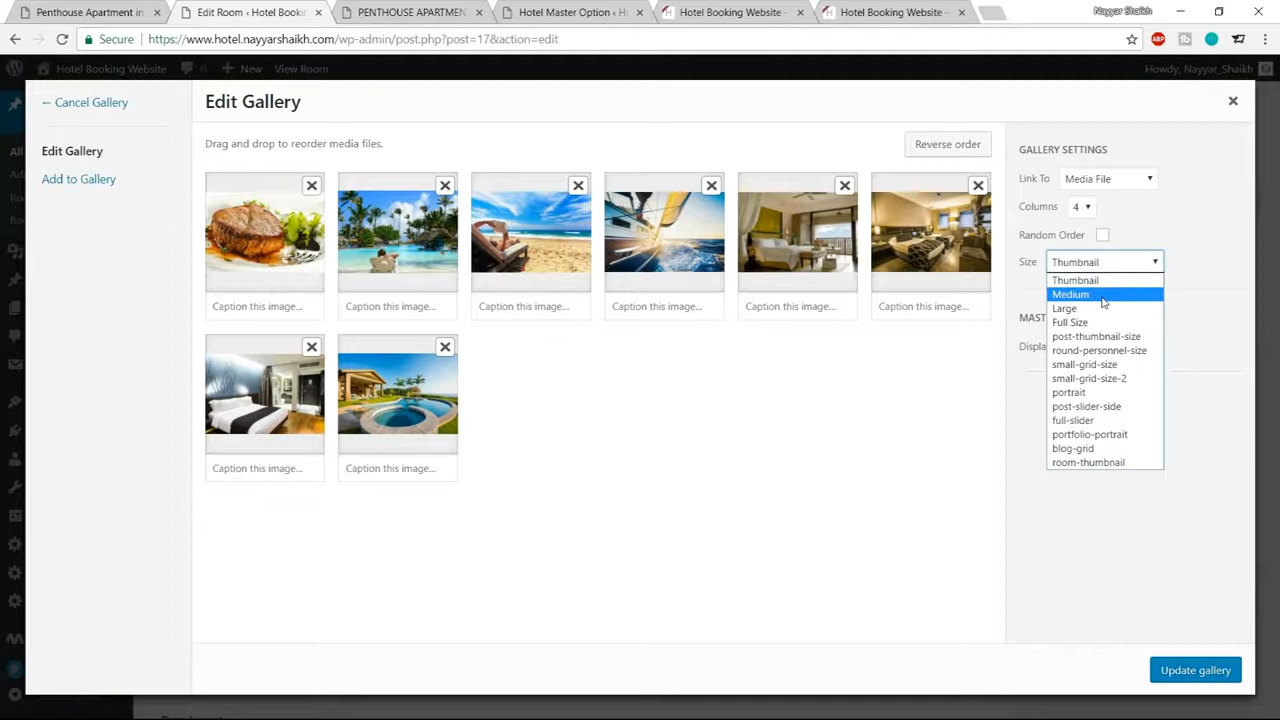 Penthouse Apartment in
Edit Room ‹ Hotel Bookin
PENTHOUSE APARTMEN
Hotel Master Option ‹ Ho
Hotel Booking Website –
Hotel Booking Website –
Nayyar Shaikh
Secure
https://www.hotel.nayyarshaikh.com/wp-admin/post.php?post=17&action=edit
ABP
Hotel Booking Website
0
New
View Room
Howdy, Nayyar_Shaikh
← Cancel Gallery
Edit Gallery
Add to Gallery
Edit Gallery
Drag and drop to reorder media files.
Reverse order
Caption this image...
Caption this image...
Caption this image...
Caption this image...
Caption this image...
Caption this image...
Caption this image...
Caption this image...
GALLERY SETTINGS
Link To
Media File
Columns
4
Random Order
Size
Thumbnail
Thumbnail
Medium
Large
Full Size
post-thumbnail-size
round-personnel-size
small-grid-size
small-grid-size-2
portrait
post-slider-side
full-slider
portfolio-portrait
blog-grid
room-thumbnail
MAST
Displa
Update gallery